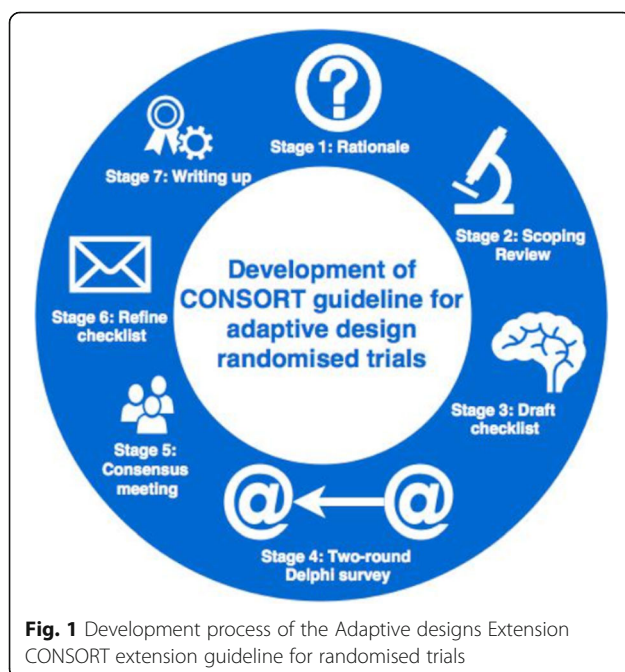 Stage 1: Rationale
Stage 2: Scoping
Review
Stage 3: Draft
checklist
@
@
Stage 4: Two-round
Delphi survey
Stage 5:
Consensus
meeting
Stage 6: Refine
checklist
Stage 7: Writing up
Development of
CONSORT guideline for
adaptive design
randomised trials
Fig. 1 Development process of the Adaptive designs Extension
CONSORT extension guideline for randomised trials